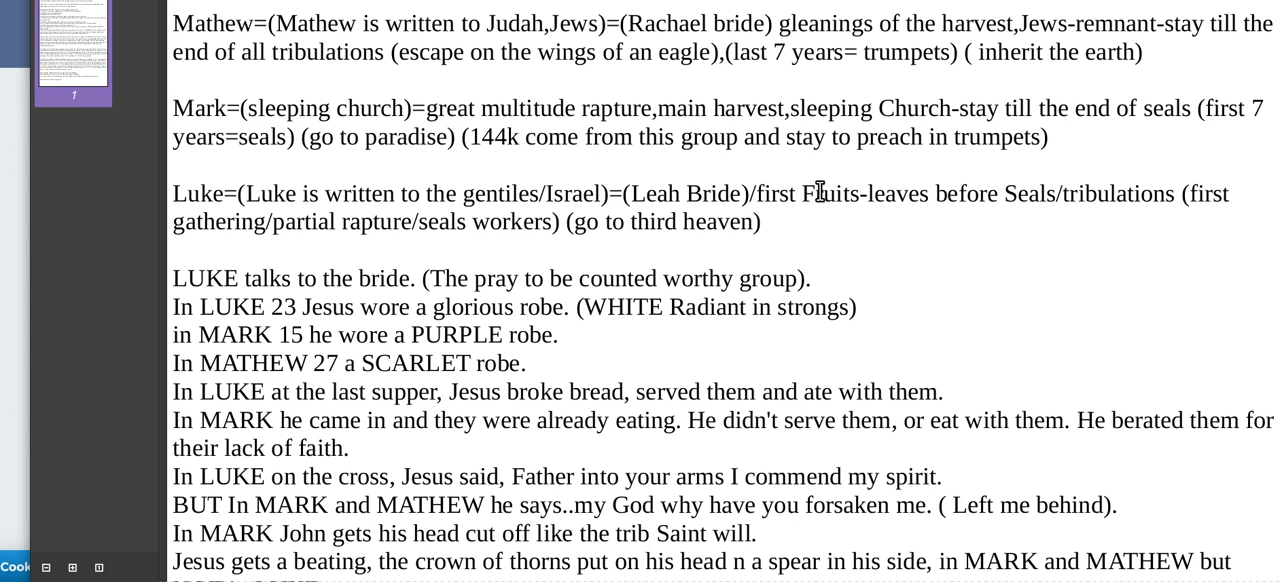 Mathew=(Mathew is written to Judah,Jews)=(Rachael bride) gleanings of the harvest,Jews-remnant-stay till the
end of all tribulations (escape on the wings of an eagle),(last 7 years= trumpets) ( inherit the earth)
Mark=(sleeping church)=great multitude rapture,main harvest,sleeping Church-stay till the end of seals (first 7
years=seals) (go to paradise) (144k come from this group and stay to preach in trumpets)
Luke=(Luke is written to the gentiles/Israel)=(Leah Bride)/first Fruits-leaves before Seals/tribulations (first
gathering/partial rapture/seals workers) (go to third heaven)
LUKE talks to the bride. (The pray to be counted worthy group).
In LUKE 23 Jesus wore a glorious robe. (WHITE Radiant in strongs)
in MARK 15 he wore a PURPLE robe.
In MATHEW 27 a SCARLET robe.
In LUKE at the last supper, Jesus broke bread, served them and ate with them.
In MARK he came in and they were already eating. He didn't serve them, or eat with them. He berated them for
their lack of faith.
In LUKE on the cross, Jesus said, Father into your arms I commend my spirit.
BUT In MARK and MATHEW he says..my God why have you forsaken me. ( Left me behind).
In MARK John gets his head cut off like the trib Saint will.
Jesus gets a beating, the crown of thorns put on his head n a spear in his side, in MARK and MATHEW but
1
Cook